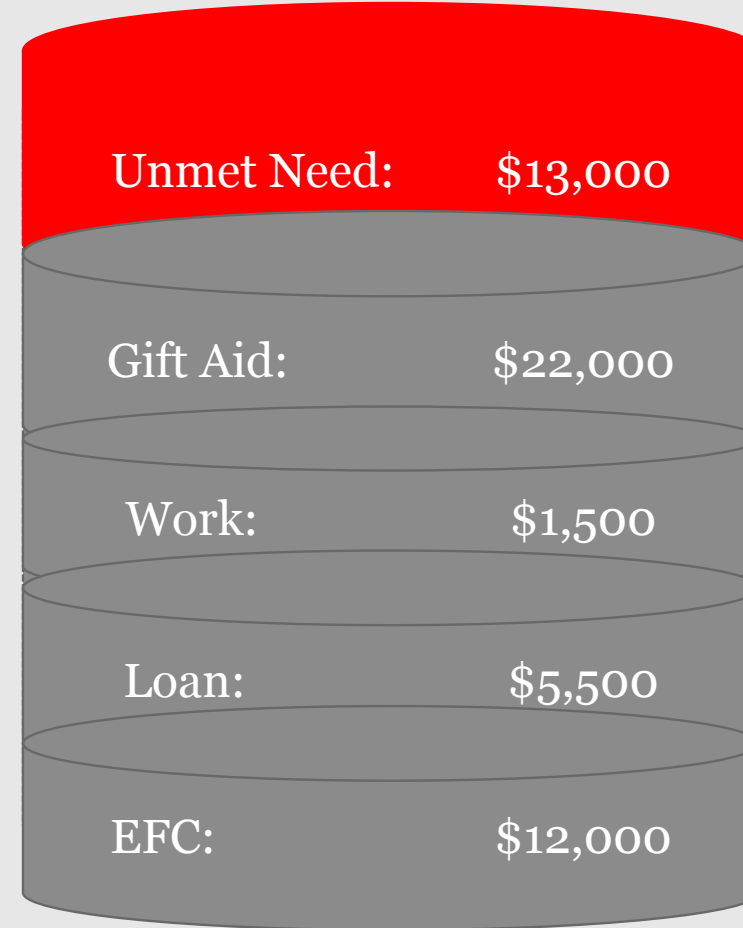 Unmet Need: $13,000
Gift Aid: $22,000
Work: $1,500
Loan: $5,500
EFC: $12,000